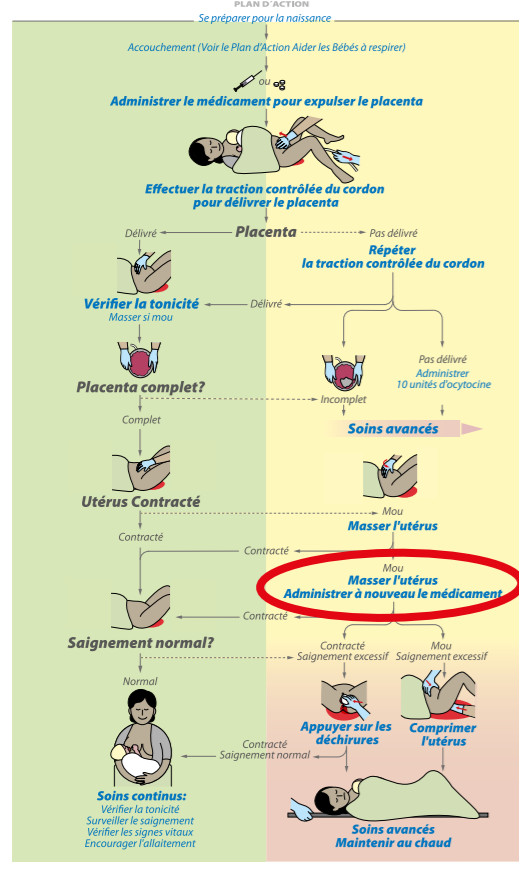 PLAN D´ACTION
Se préparer pour la naissance
Accouchement (Voir le Plan d'Action Aider les Bébés à respirer)
ou
Administrer le médicament pour expulser le placenta
Effectuer la traction contrôlée du cordon
pour délivrer le placenta
Délivré
Placenta
Pas délivré
Répéter
la traction contrôlée du cordon
Vérifier la tonicité
Masser si mou
Délivré
Placenta complet?
Pas délivré
Administrer
10 unités d'ocytocine
Incomplet
Complet
Soins avancés
Utérus Contracté
Mou
Masser l'utérus
Contracté
Contracté
Mou
Masser l'utérus
Administrer à nouveau le médicament
Contracté
Saignement normal?
Contracté
Saignement excessif
Mou
Saignement excessif
Normal
Appuyer sur les
déchirures
Comprimer
l'utérus
Contracté
Saignement normal
Soins continus:
Vérifier la tonicité
Surveiller le saignement
Vérifier les signes vitaux
Encourager l'allaitement
Soins avancés
Maintenir au chaud